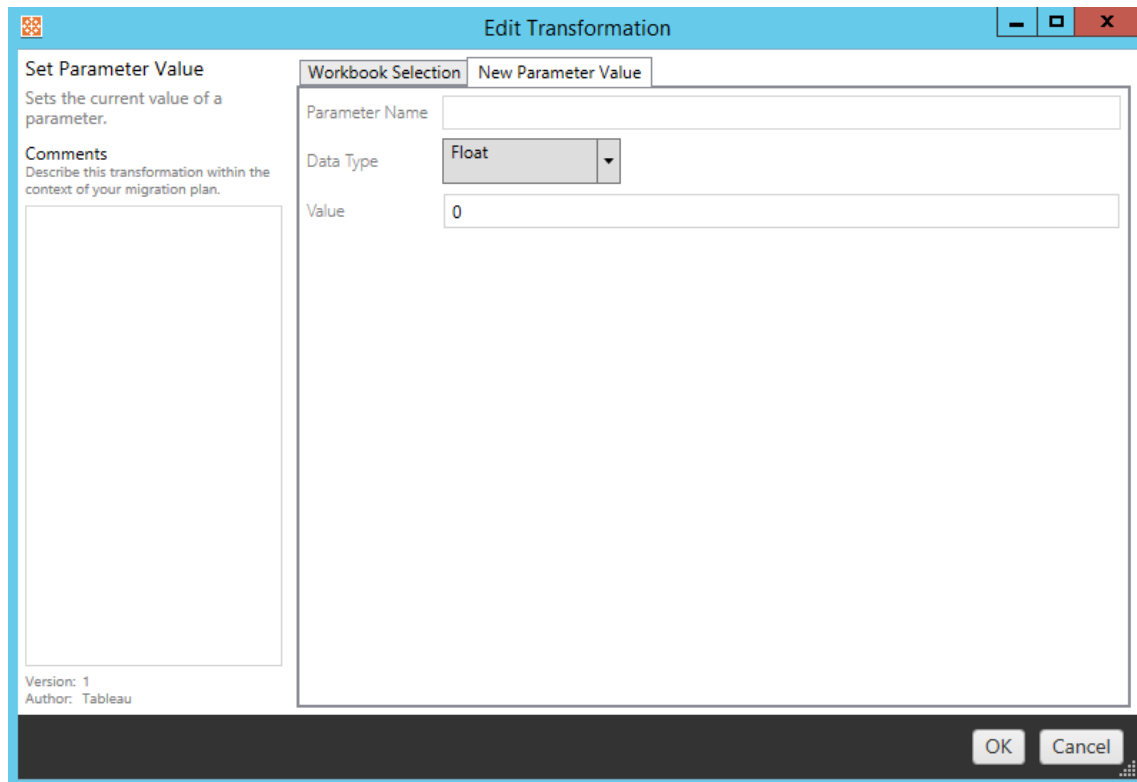 Edit Transformation
X
Set Parameter Value
Sets the current value of a
parameter.
Comments
Describe this transformation within the
context of your migration plan.
Version: 1
Author: Tableau
Workbook Selection
New Parameter Value
Parameter Name
Data Type
Float
Value
0
OK
Cancel